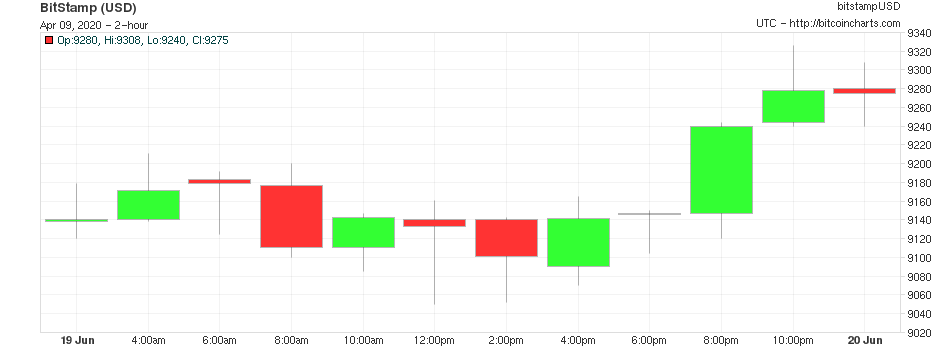 BitStamp (USD)
bitstampUSD
Apr 09, 2020 - 2-hour
UTC - http://bitcoincharts.com
Op:9280, Hi:9308, Lo:9240, Cl:9275
9340
9320
9300
9280
9260
9240
9220
9200
9180
9160
9140
9120
9100
9080
9060
9040
9020
19 Jun 4:00am 6:00am 8:00am 10:00am 12:00pm 2:00pm 4:00pm 6:00pm 8:00pm 10:00pm 20 Jun